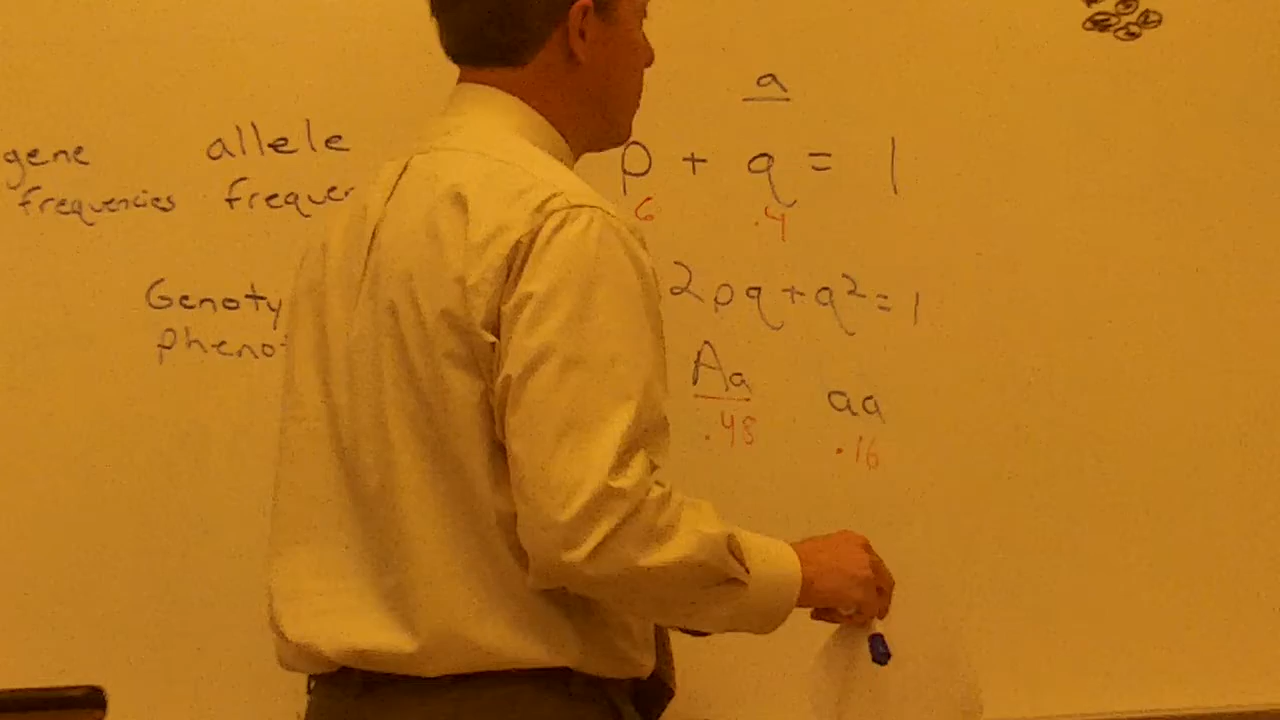 a
gene allele
frequencies
p + q = 1
6 .4
2pq+q²=1
Aa aa
.48 .16